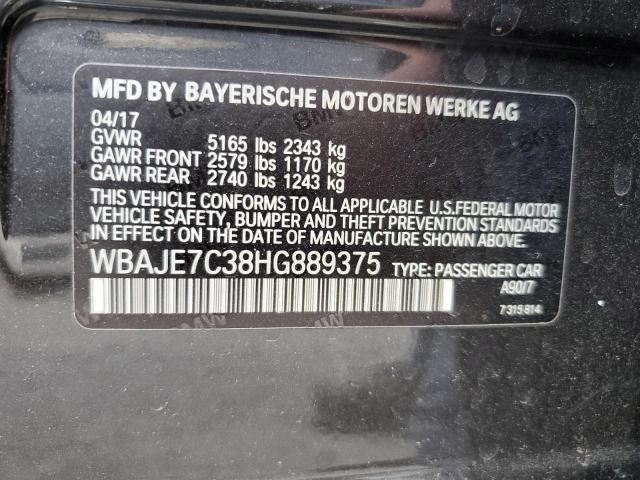 MFD BY BAYERISCHE MOTOREN WERKE AG
04/17
GVWR 5165 lbs 2343 kg
GAWR FRONT 2579 lbs 1170 kg
GAWR REAR 2740 lbs 1243 kg
THIS VEHICLE CONFORMS TO ALL APPLICABLE U.S.FEDERAL MOTOR
VEHICLE SAFETY, BUMPER AND THEFT PREVENTION STANDARDS
IN EFFECT ON THE DATE OF MANUFACTURE SHOWN ABOVE.
WBAJE7C38HG889375 TYPE: PASSENGER CAR
A90/7
7315814